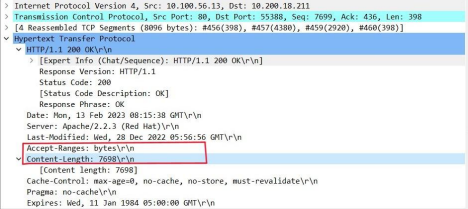 Internet Protocol Version 4, Src: 10.100.56.13, Dst: 10.200.18.211
Transmission Control Protocol, Src Port: 80, Dst Port: 55388, Seq: 7699, Ack: 436, Len: 398
[4 Reassembled TCP Segments (8096 bytes): #456(398), #457(4380), #459(2920), #460(398)]
Hypertext Transfer Protocol
HTTP/1.1 200 OK\r\n
[Expert Info (Chat/Sequence): HTTP/1.1 200 OK\r\n]
Response Version: HTTP/1.1
Status Code: 200
[Status Code Description: OK]
Response Phrase: OK
Date: Mon, 13 Feb 2023 08:15:38 GMT\r\n
Server: Apache/2.2.3 (Red Hat)\r\n
Last-Modified: Wed, 28 Dec 2022 05:56:56 GMT\r\n
Accept-Ranges: bytes\r\n
Content-Length: 7698\r\n
[Content length: 7698]
Cache-Control: max-age=0, no-cache, no-store, must-revalidate\r\n
Pragma: no-cache\r\n
Expires: Wed, 11 Jan 1984 05:00:00 GMT\r\n